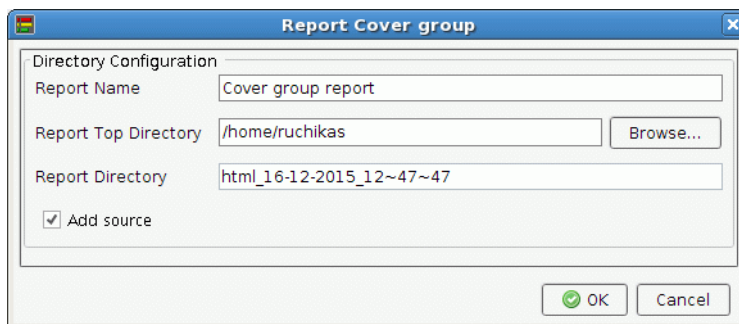 Report Cover group
Directory Configuration
Report Name Cover group report
Report Top Directory /home/ruchikas Browse...
Report Directory html_16-12-2015_12~47~47
Add source
OK Cancel